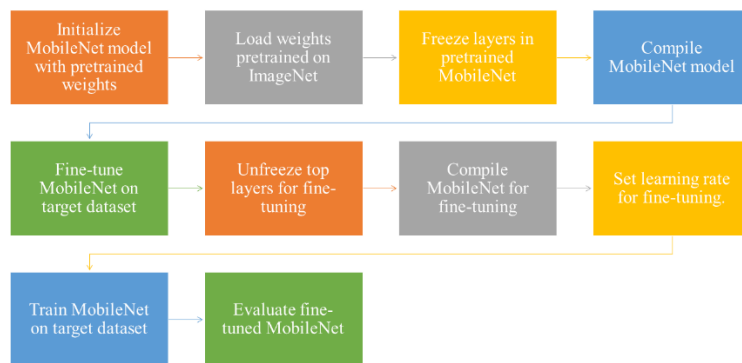 Initialize
MobileNet model
with pretrained
weights
Load weights
pretrained on
ImageNet
Freeze layers in
pretrained
MobileNet
Compile
MobileNet model
Fine-tune
MobileNet on
target dataset
Unfreeze top
layers for fine-
tuning
Compile
MobileNet for
fine-tuning
Set learning rate
for fine-tuning.
Train MobileNet
on target dataset
Evaluate fine-
tuned MobileNet